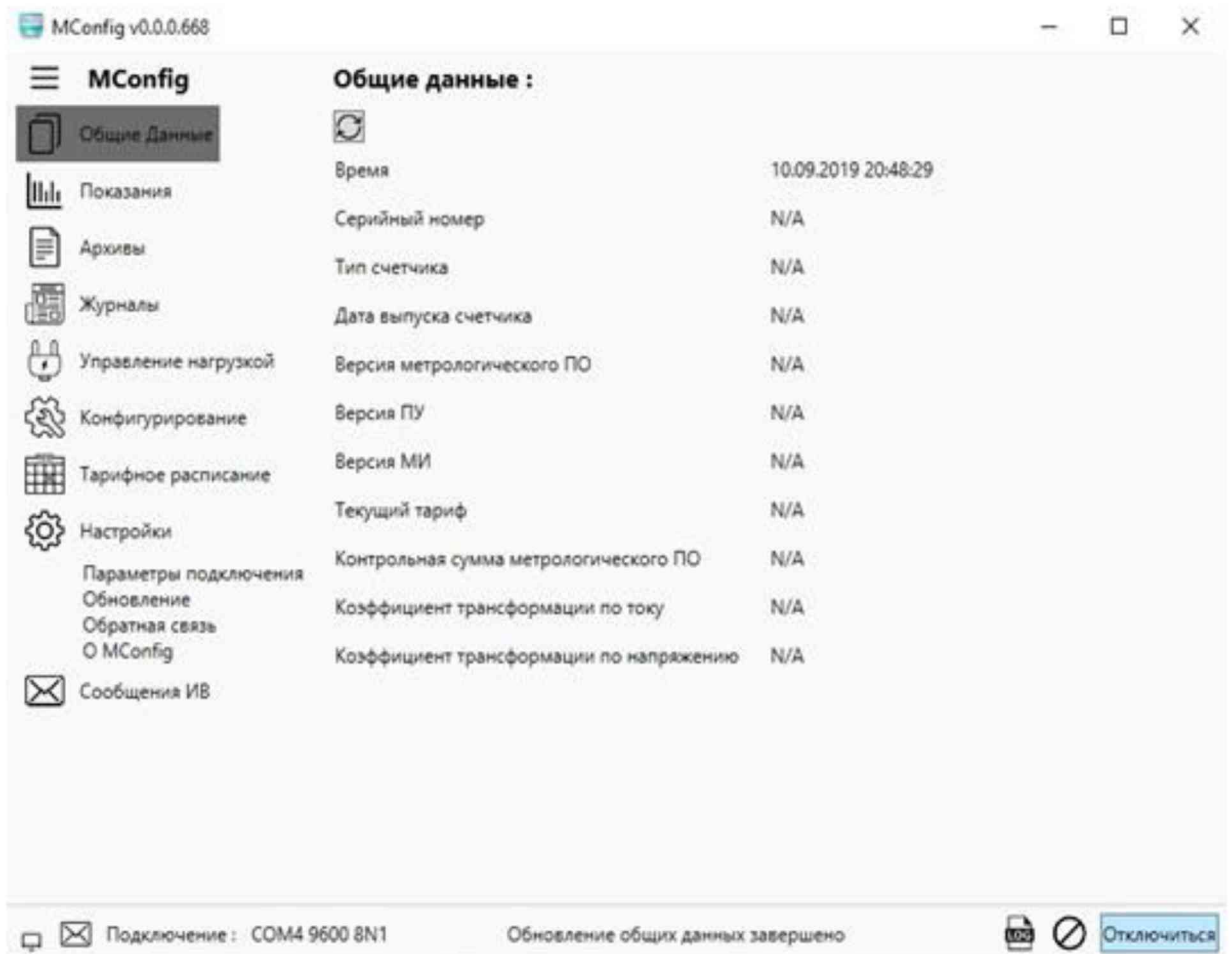 MConfig v0.0.0.668
MConfig
Общие Данные
Показания
Архивы
Журналы
Управление нагрузкой
Конфигурирование
Тарифное расписание
Настройки
Параметры подключения
Обновление
Обратная связь
О MConfig
Сообщения ИВ
Общие данные :
Время 10.09.2019 20:48:29
Серийный номер N/A
Тип счетчика N/A
Дата выпуска счетчика N/A
Версия метрологического ПО N/A
Версия ПУ N/A
Версия МИ N/A
Текущий тариф N/A
Контрольная сумма метрологического ПО N/A
Коэффициент трансформации по току N/A
Коэффициент трансформации по напряжению N/A
Подключение : COM4 9600 8N1 Обновление общих данных завершено LOG Отключиться